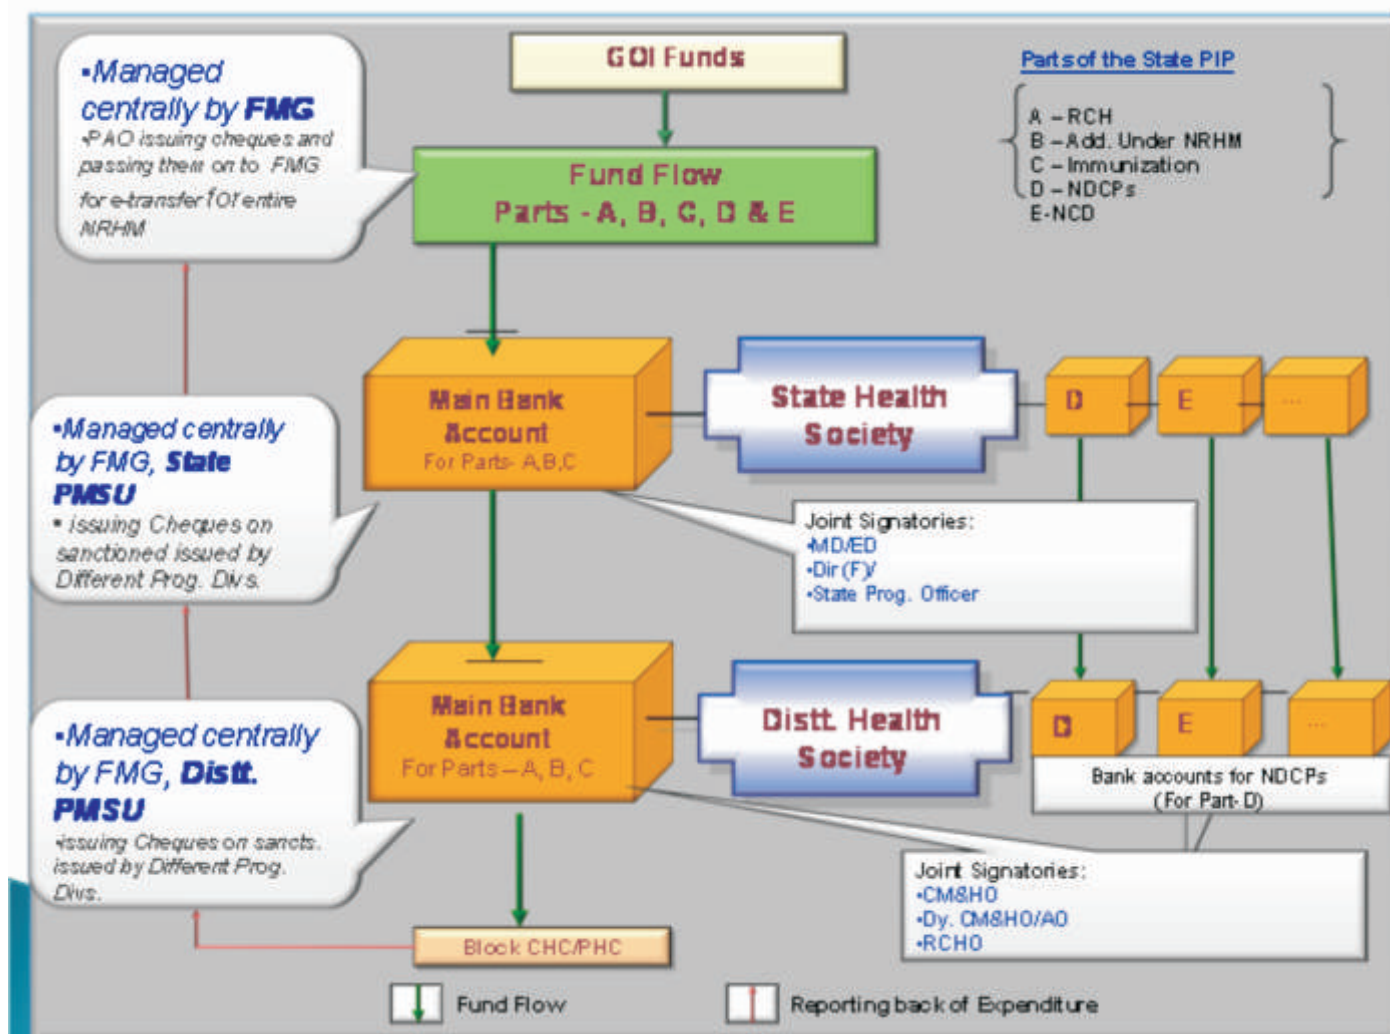 GOI Funds
Parts of the State PIP
A – RCH
B – Add. Under NRHM
C – Immunization
D – NDCPs
E-NCD
•Managed
centrally by FMG
•PAO issuing cheques and
passing them on to FMG
for e-transfer for entire
NRHM
Fund Flow
Parts - A, B, C, D & E
Main Bank
Account
For Parts- A,B,C
State Health
Society
D
E
...
•Managed centrally
by FMG, State
PMSU
• issuing Cheques on
sanctioned issued by
Different Prog. Divs.
Joint Signatories:
•MD/ED
•Dir (F)/
•State Prog. Officer
Main Bank
Account
For Parts – A, B, C
Distt. Health
Society
D
E
...
Bank accounts for NDCPs
(For Part- D)
•Managed centrally
by FMG, Distt.
PMSU
•issuing Cheques on sancts.
issued by Different Prog.
Divs.
Joint Signatories:
•CM&HO
•Dy. CM&HO/AO
•RCHO
Block CHC/PHC
Fund Flow
Reporting back of Expenditure